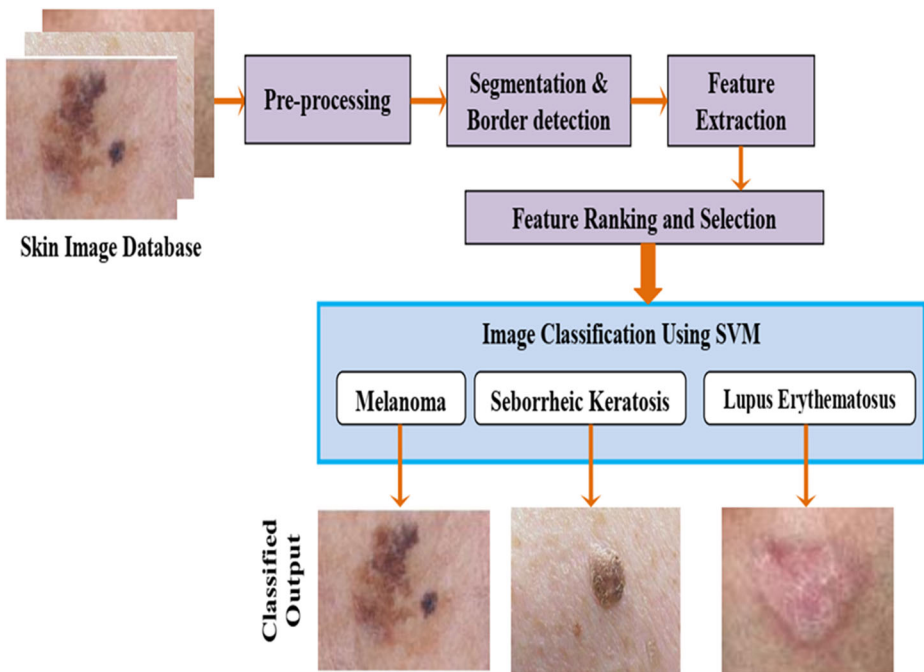 Pre-processing
Segmentation &
Border detection
Feature
Extraction
Skin Image Database
Feature Ranking and Selection
Image Classification Using SVM
Melanoma
Seborrheic Keratosis
Lupus Erythematosus
Classified
Output